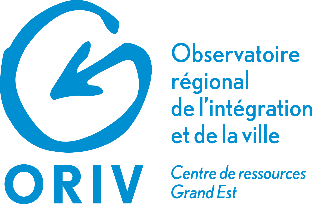 Observatoire
régional
de l'intégration
et de la ville
ORIV
Centre de ressources
Grand Est